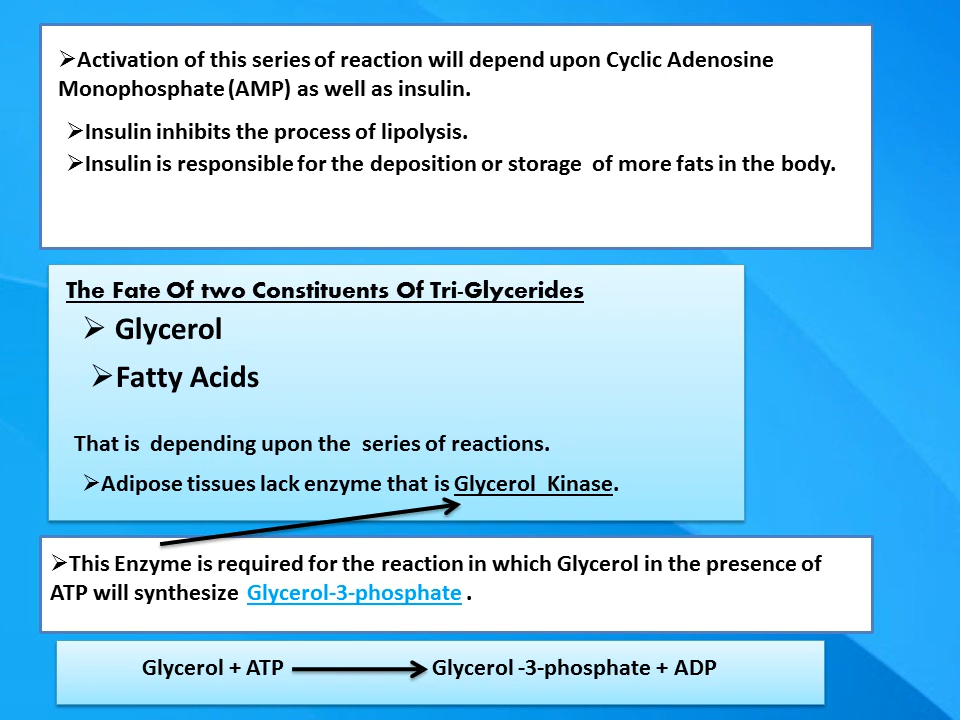 ➢Activation of this series of reaction will depend upon Cyclic Adenosine
Monophosphate (AMP) as well as insulin.
➢Insulin inhibits the process of lipolysis.
➢Insulin is responsible for the deposition or storage of more fats in the body.
The Fate Of two Constituents Of Tri-Glycerides
➢ Glycerol
➢Fatty Acids
That is depending upon the series of reactions.
➢Adipose tissues lack enzyme that is Glycerol Kinase.
➢This Enzyme is required for the reaction in which Glycerol in the presence of
ATP will synthesize Glycerol-3-phosphate .
Glycerol + ATP ⟶ Glycerol -3-phosphate + ADP